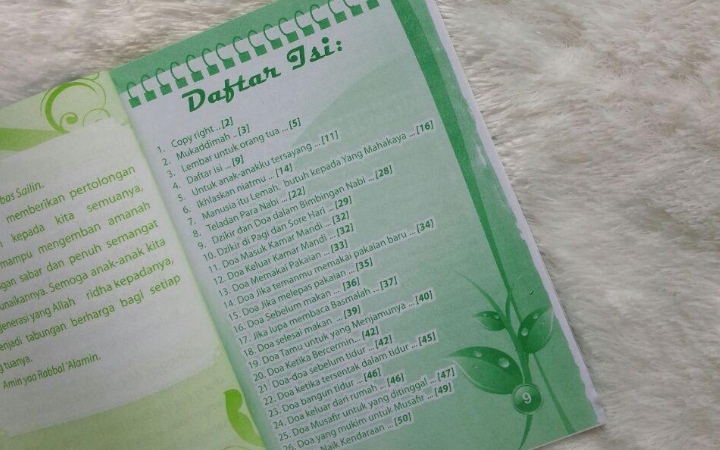 bas Sailin,
memberikan pertolongan
kepada kita semuanya,
mampu mengemban amanah
ngan sabar dan penuh semangat
unaikannya. Semoga anak-anak kita
generasi yang Allah ridha kepadanya,
enjadi tabungan berharga bagi setiap
g tuanya.
Amin yaa Rabbal 'Alamin.
Daftar Isi:
1. Copy right... [2]
2. Mukaddimah .. [3]
3. Lembar untuk orang tua ... [5]
4. Daftar isi ... [9]
5. Untuk anak-anakku tersayang ... [11]
6. Ikhlaskan niatmu .. [14]
7. Manusia itu Lemah, butuh kepada Yang Mahakaya ... [16]
8. Teladan Para Nabi ... [22]
9. Dzikir dan Doa dalam Bimbingan Nabi ... [28]
10. Dzikir di Pagi dan Sore Hari ... [29]
11. Doa Masuk Kamar Mandi ... [32]
12. Doa Keluar Kamar Mandi ... [32]
13. Doa Memakai Pakaian ... [33]
14. Doa Jika temanmu memakai pakaian baru ... [34]
15. Doa Jika melepas pakaian ... [35]
16. Doa Sebelum makan ... [36]
17. Jika lupa membaca Basmalah ... [37]
18. Doa selesai makan ... [39]
19. Doa Tamu untuk yang Menjamunya ... [40]
20. Doa Ketika Bercermin... [42]
21. Doa-doa sebelum tidur ... [42]
22. Doa ketika tersentak dalam tidur ... [45]
23. Doa bangun tidur ... [46]
24. Doa keluar dari rumah ... [46]
25. Doa Musafir untuk yang ditinggal ... [47]
26. Doa yang mukim untuk Musafir ... [49]
Naik Kendaraan ... [50]
9